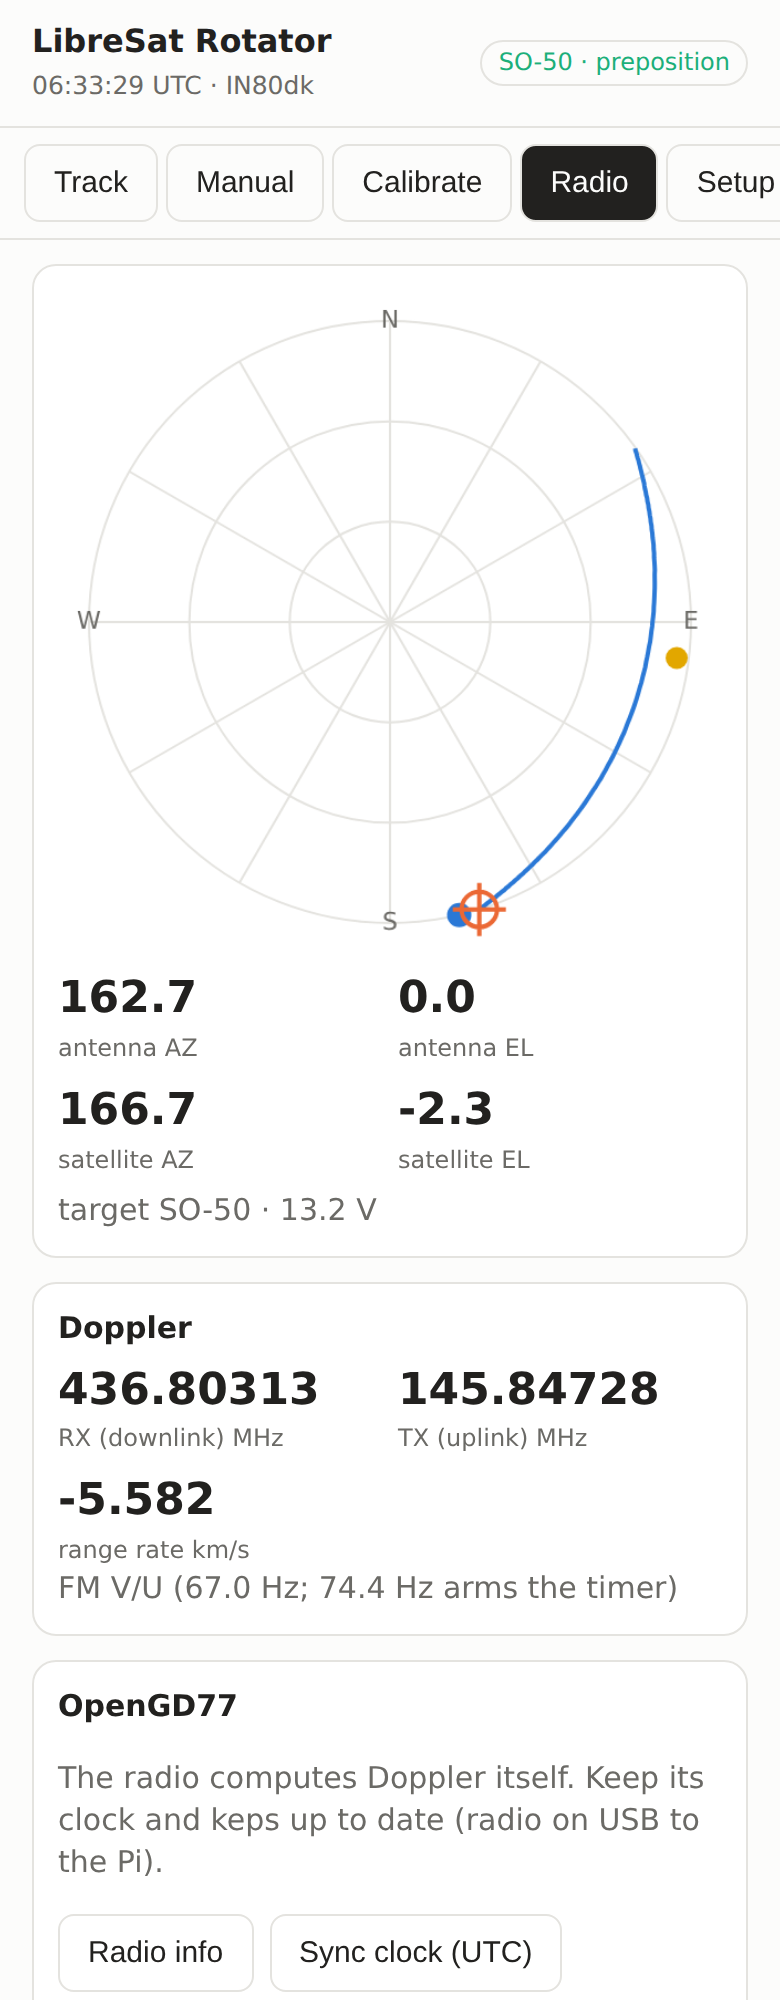 LibreSat Rotator
06:33:29 UTC · IN80dk
SO-50 · preposition
Track
Manual
Calibrate
Radio
Setup
N
W
E
S
162.7
antenna AZ
0.0
antenna EL
166.7
satellite AZ
-2.3
satellite EL
target SO-50 · 13.2 V
Doppler
436.80313
RX (downlink) MHz
145.84728
TX (uplink) MHz
-5.582
range rate km/s
FM V/U (67.0 Hz; 74.4 Hz arms the timer)
OpenGD77
The radio computes Doppler itself. Keep its
clock and keps up to date (radio on USB to
the Pi).
Radio info
Sync clock (UTC)